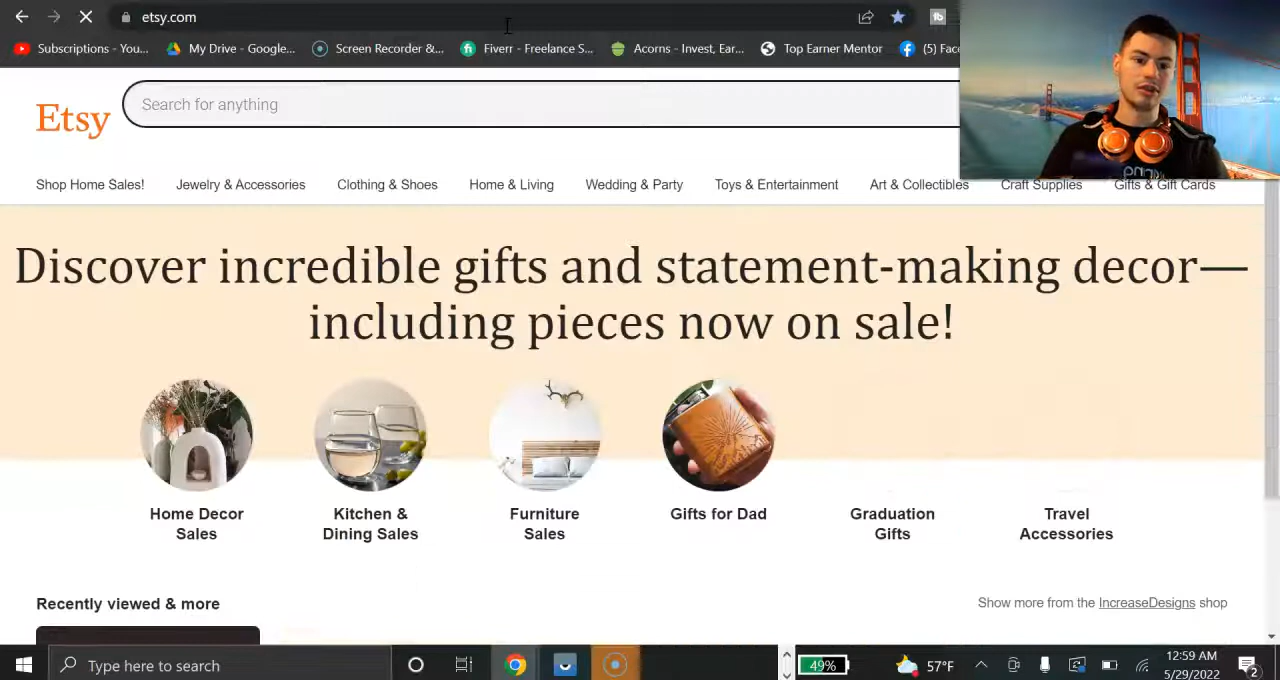 etsy.com
Subscriptions - You... My Drive - Google... Screen Recorder &... Fiverr - Freelance S... Acorns - Invest, Ear... Top Earner Mentor (5) Face
Etsy
Search for anything
Shop Home Sales! Jewelry & Accessories Clothing & Shoes Home & Living Wedding & Party Toys & Entertainment Art & Collectibles Craft Supplies Gifts & Gift Cards
Discover incredible gifts and statement-making decor—
including pieces now on sale!
Home Decor
Sales
Kitchen &
Dining Sales
Furniture
Sales
Gifts for Dad
Graduation
Gifts
Travel
Accessories
Recently viewed & more
Show more from the IncreaseDesigns shop
Type here to search
49%
57°F
12:59 AM
5/29/2022
2